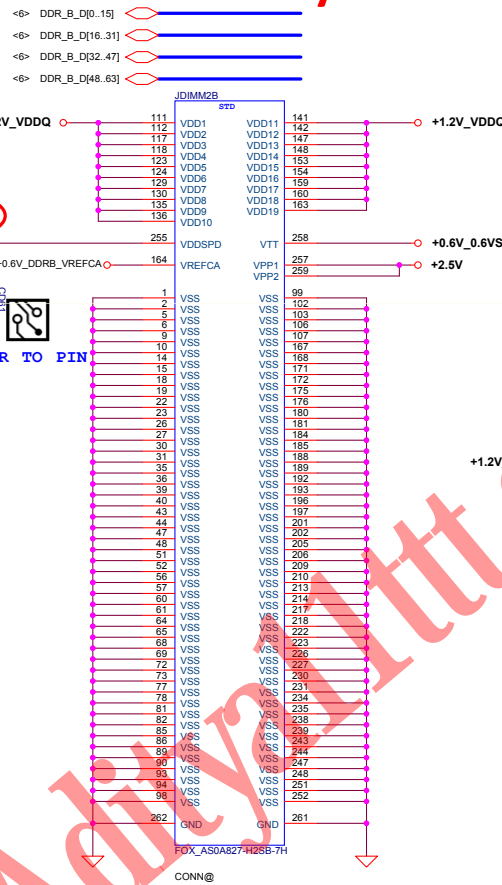 <6> DDR_B_D[0..15]
<6> DDR_B_D[16..31]
<6> DDR_B_D[32..47]
<6> DDR_B_D[48..63]
JDIMM2B
STD
2V_VDDQ 111 VDD1 VDD11 141 +1.2V_VDDQ
112 VDD2 VDD12 142
117 VDD3 VDD13 147
118 VDD4 VDD14 148
123 VDD5 VDD15 153
124 VDD6 VDD16 154
129 VDD7 VDD17 159
130 VDD8 VDD18 160
135 VDD9 VDD19 163
136 VDD10
255 VDDSPD VTT 258 +0.6V_0.6VS
+0.6V_DDRB_VREFCA 164 VREFCA VPP1 257 +2.5V
VPP2 259
1 VSS VSS 99
2 VSS VSS 102
5 VSS VSS 103
6 VSS VSS 106
9 VSS VSS 107
10 VSS VSS 167
14 VSS VSS 168
R TO PIN
15 VSS VSS 171
18 VSS VSS 172
19 VSS VSS 175
22 VSS VSS 176
23 VSS VSS 180
26 VSS VSS 181
27 VSS VSS 184
30 VSS VSS 185
31 VSS VSS 188
+1.2V
35 VSS VSS 189
36 VSS VSS 192
39 VSS VSS 193
40 VSS VSS 196
43 VSS VSS 197
44 VSS VSS 201
47 VSS VSS 202
48 VSS VSS 205
51 VSS VSS 206
52 VSS VSS 209
56 VSS VSS 210
57 VSS VSS 213
60 VSS VSS 214
61 VSS VSS 217
64 VSS VSS 218
65 VSS VSS 222
68 VSS VSS 223
69 VSS VSS 226
72 VSS VSS 227
73 VSS VSS 230
77 VSS VSS 231
78 VSS VSS 234
81 VSS VSS 235
82 VSS VSS 238
85 VSS VSS 239
86 VSS VSS 243
89 VSS VSS 244
90 VSS VSS 247
93 VSS VSS 248
94 VSS VSS 251
98 VSS VSS 252
262 GND GND 261
FOX_AS0A827-H2SB-7H
CONN@
Aditya11ttt